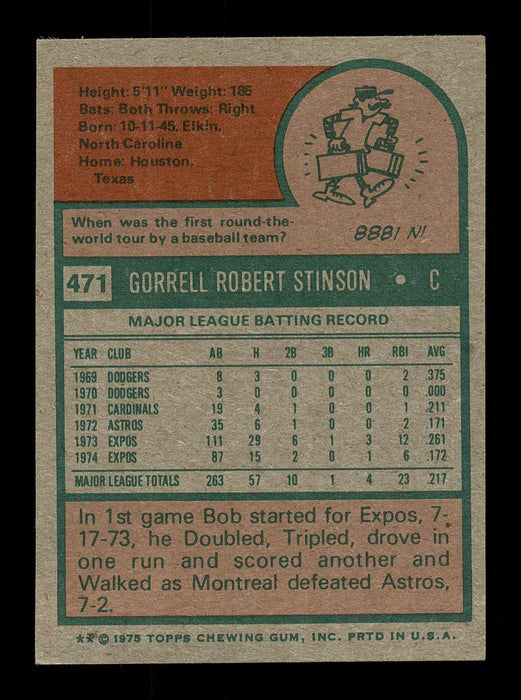 Height: 5'11" Weight: 185
Bats: Both Throws: Right
Born: 10-11-45, Elkin,
North Carolina
Home: Houston,
Texas
When was the first round-the-
world tour by a baseball team?
IN 1888
471 GORRELL ROBERT STINSON • C
MAJOR LEAGUE BATTING RECORD
YEAR CLUB AB H 2B 3B HR RBI AVG
1969 DODGERS 8 3 0 0 0 2 .375
1970 DODGERS 3 0 0 0 0 0 .000
1971 CARDINALS 19 4 1 0 0 1 .211
1972 ASTROS 35 6 1 0 0 2 .171
1973 EXPOS 111 29 6 1 3 12 .261
1974 EXPOS 87 15 2 0 1 6 .172
MAJOR LEAGUE TOTALS 263 57 10 1 4 23 .217
In 1st game Bob started for Expos, 7-
17-73, he Doubled, Tripled, drove in
one run and scored another and
Walked as Montreal defeated Astros,
7-2.
** © 1975 TOPPS CHEWING GUM, INC. PRTD IN U.S.A.